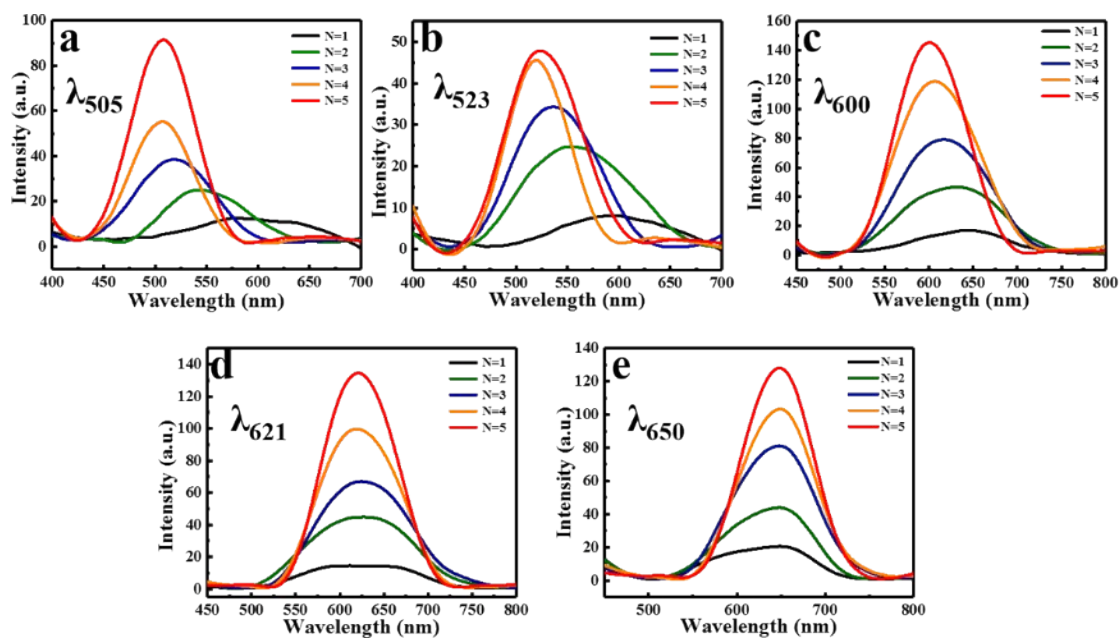 a
λ505
N=1
N=2
N=3
N=4
N=5
Intensity (a.u.)
100
80
60
40
20
0
400 450 500 550 600 650 700
Wavelength (nm)
b
λ523
N=1
N=2
N=3
N=4
N=5
Intensity (a.u.)
50
40
30
20
10
0
400 450 500 550 600 650 700
Wavelength (nm)
c
λ600
N=1
N=2
N=3
N=4
N=5
Intensity (a.u.)
160
140
120
100
80
60
40
20
0
450 500 550 600 650 700 750 800
Wavelength (nm)
d
λ621
N=1
N=2
N=3
N=4
N=5
Intensity (a.u.)
140
120
100
80
60
40
20
0
450 500 550 600 650 700 750 800
Wavelength (nm)
e
λ650
N=1
N=2
N=3
N=4
N=5
Intensity (a.u.)
140
120
100
80
60
40
20
0
500 600 700 800
Wavelength (nm)